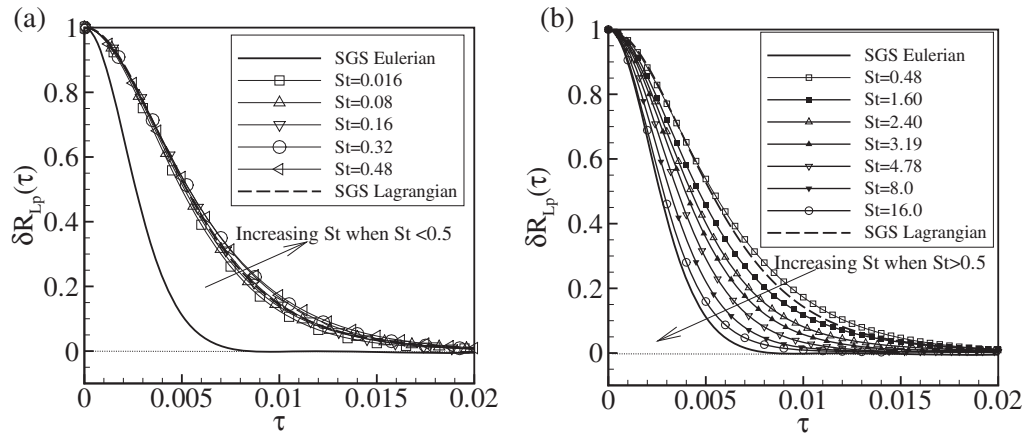 (a)
1
0.8
0.6
0.4
0.2
0
δR_Lp(τ)
SGS Eulerian
St=0.016
St=0.08
St=0.16
St=0.32
St=0.48
SGS Lagrangian
Increasing St when St <0.5
0
0.005
0.01
0.015
0.02
τ
(b)
1
0.8
0.6
0.4
0.2
0
δR_Lp(τ)
SGS Eulerian
St=0.48
St=1.60
St=2.40
St=3.19
St=4.78
St=8.0
St=16.0
SGS Lagrangian
Increasing St when St>0.5
0
0.005
0.01
0.015
0.02
τ